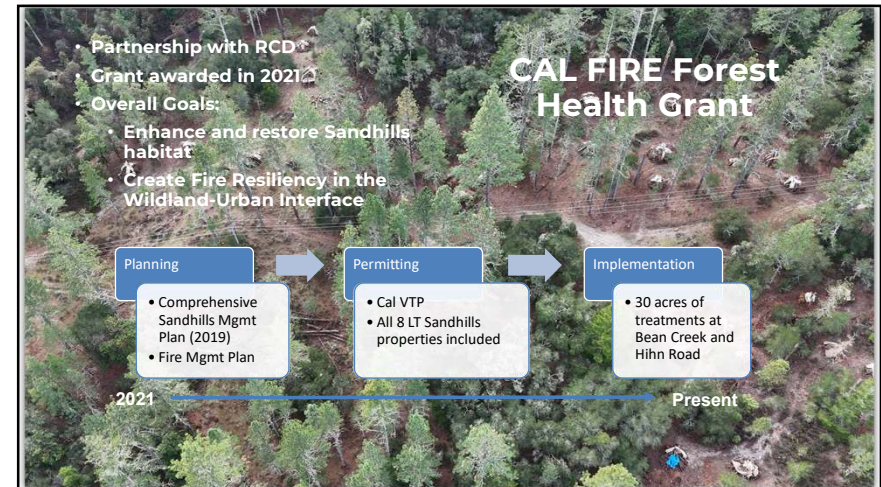 • Partnership with RCD
• Grant awarded in 2021
• Overall Goals:
• Enhance and restore Sandhills
habitat
• Create Fire Resiliency in the
Wildland-Urban Interface
CAL FIRE Forest
Health Grant
Planning
• Comprehensive
Sandhills Mgmt
Plan (2019)
• Fire Mgmt Plan
Permitting
• Cal VTP
• All 8 LT Sandhills
properties included
Implementation
• 30 acres of
treatments at
Bean Creek and
Hihn Road
2021
Present